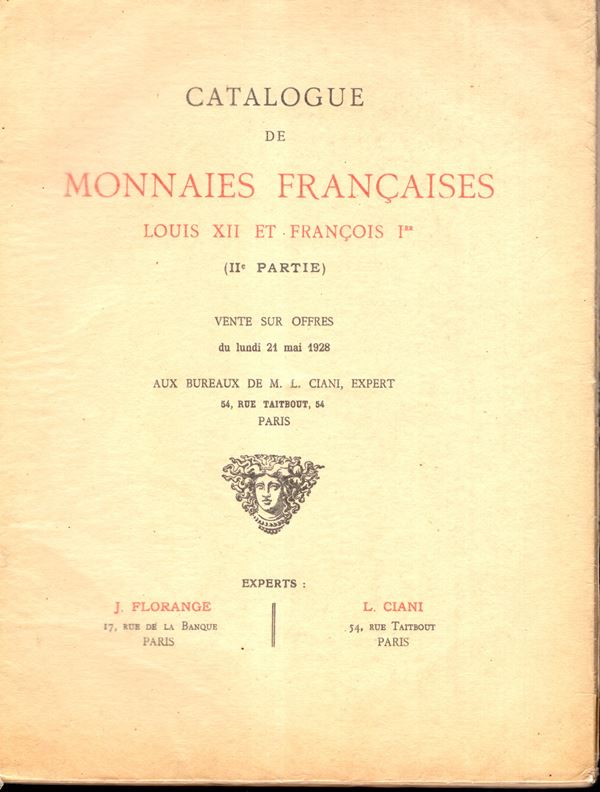 CATALOGUE
DE
MONNAIES FRANÇAISES
LOUIS XII ET FRANÇOIS Iᴱᴿ
(IIᵉ PARTIE)
VENTE SUR OFFRES
du lundi 21 mai 1928
AUX BUREAUX DE M. L. CIANI, EXPERT
54, RUE TAITBOUT, 54
PARIS
EXPERTS :
J. FLORANGE
17, RUE DE LA BANQUE
PARIS
L. CIANI
54, RUE TAITBOUT
PARIS